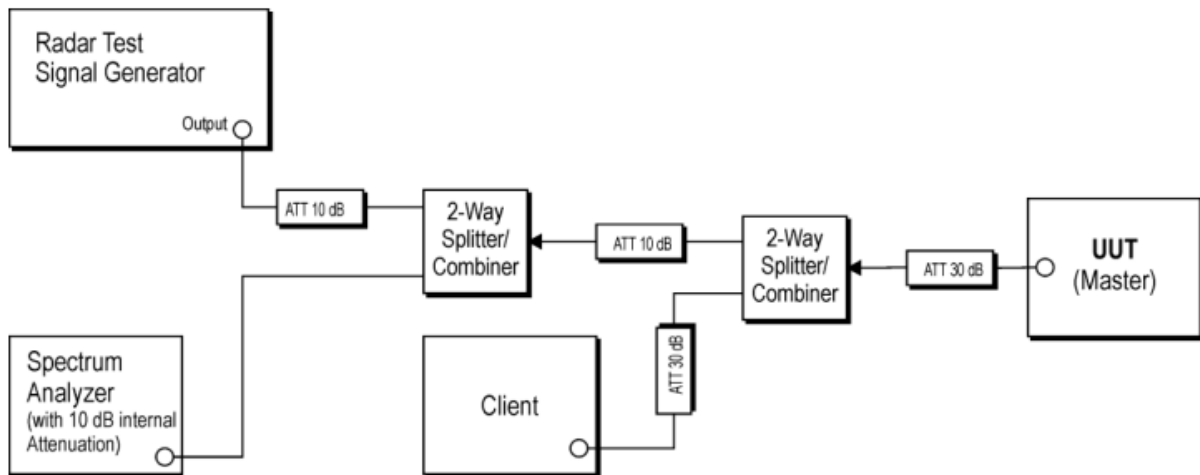 Radar Test
Signal Generator
Output
ATT 10 dB
2-Way
Splitter/
Combiner
ATT 10 dB
2-Way
Splitter/
Combiner
ATT 30 dB
UUT
(Master)
Spectrum
Analyzer
(with 10 dB internal
Attenuation)
Client
ATT 30 dB